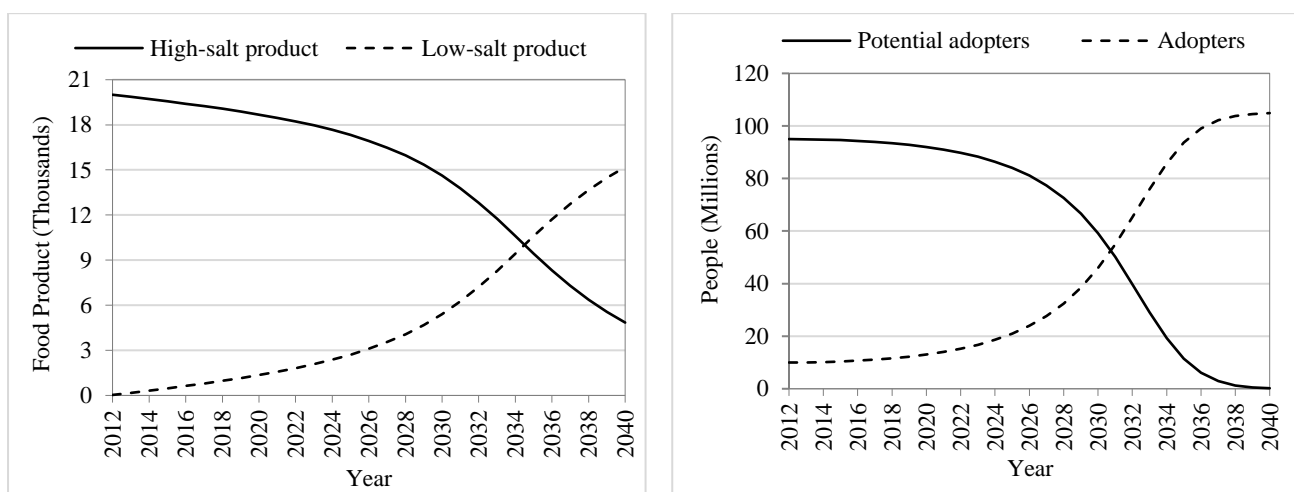 High-salt product Low-salt product
Food Product (Thousands)
21
18
15
12
9
6
3
0
2012 2014 2016 2018 2020 2022 2024 2026 2028 2030 2032 2034 2036 2038 2040
Year
Potential adopters Adopters
People (Millions)
120
100
80
60
40
20
0
2012 2014 2016 2018 2020 2022 2024 2026 2028 2030 2032 2034 2036 2038 2040
Year